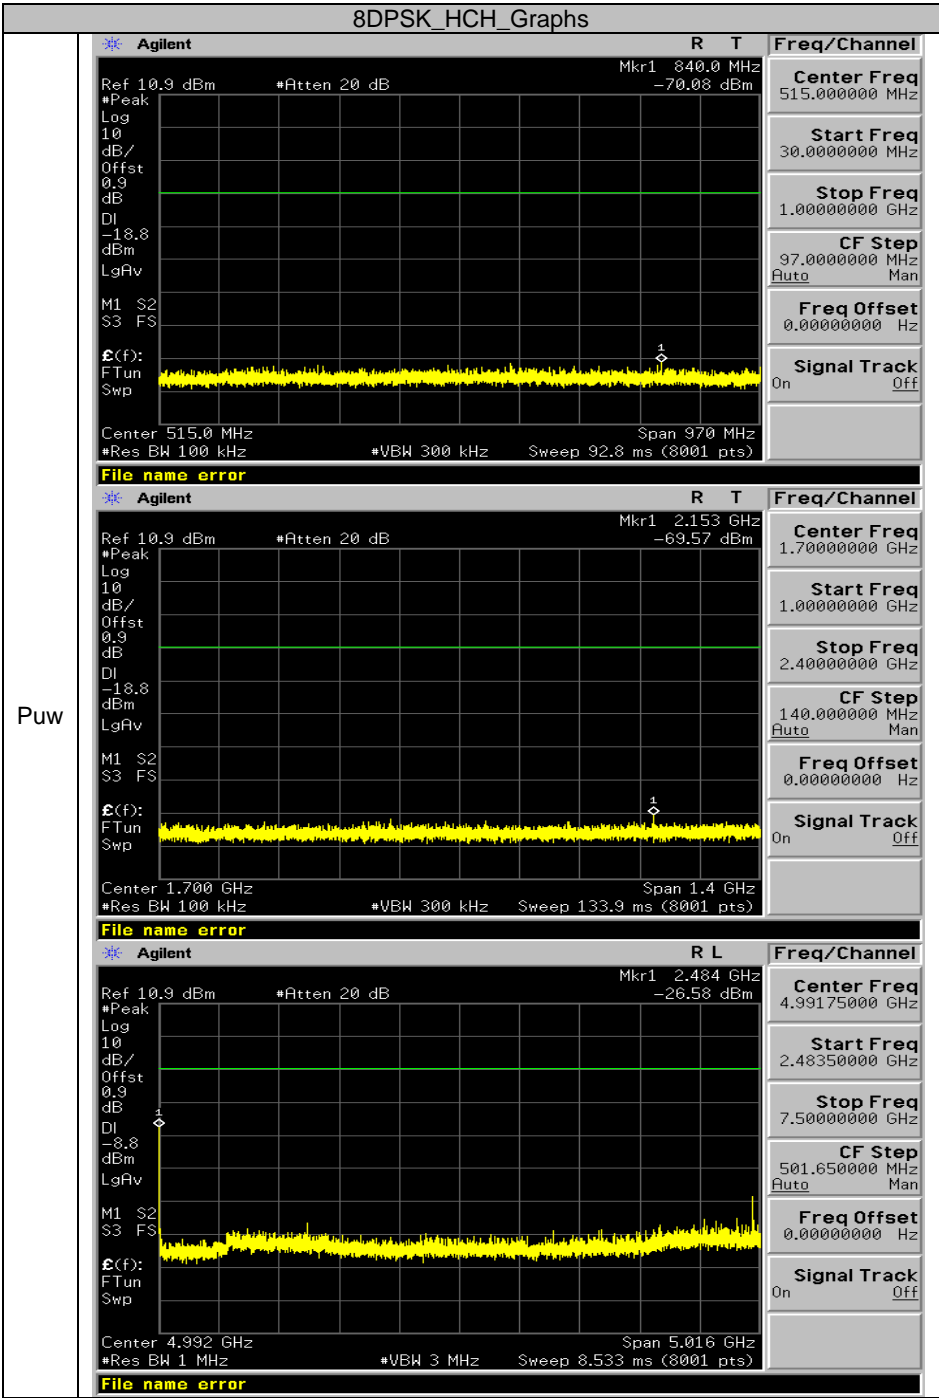 8DPSK_HCH_Graphs
Puw
Agilent R T Freq/Channel
Mkr1 840.0 MHz
Ref 10.9 dBm #Atten 20 dB -70.08 dBm
#Peak
Log
10
dB/
Offst
0.9
dB
DI
-18.8
dBm
LgAv
M1 S2
S3 FS
£(f):
FTun
Swp
1
Center 515.0 MHz Span 970 MHz
#Res BW 100 kHz #VBW 300 kHz Sweep 92.8 ms (8001 pts)
File name error
Center Freq
515.000000 MHz
Start Freq
30.0000000 MHz
Stop Freq
1.00000000 GHz
CF Step
97.0000000 MHz
Auto Man
Freq Offset
0.00000000 Hz
Signal Track
On Off
Agilent R T Freq/Channel
Mkr1 2.153 GHz
Ref 10.9 dBm #Atten 20 dB -69.57 dBm
#Peak
Log
10
dB/
Offst
0.9
dB
DI
-18.8
dBm
LgAv
M1 S2
S3 FS
£(f):
FTun
Swp
1
Center 1.700 GHz Span 1.4 GHz
#Res BW 100 kHz #VBW 300 kHz Sweep 133.9 ms (8001 pts)
File name error
Center Freq
1.70000000 GHz
Start Freq
1.00000000 GHz
Stop Freq
2.40000000 GHz
CF Step
140.000000 MHz
Auto Man
Freq Offset
0.00000000 Hz
Signal Track
On Off
Agilent R L Freq/Channel
Mkr1 2.484 GHz
Ref 10.9 dBm #Atten 20 dB -26.58 dBm
#Peak
Log
10
dB/
Offst
0.9
dB
DI
-8.8
dBm
LgAv
M1 S2
S3 FS
£(f):
FTun
Swp
1
Center 4.992 GHz Span 5.016 GHz
#Res BW 1 MHz #VBW 3 MHz Sweep 8.533 ms (8001 pts)
File name error
Center Freq
4.99175000 GHz
Start Freq
2.48350000 GHz
Stop Freq
7.50000000 GHz
CF Step
501.650000 MHz
Auto Man
Freq Offset
0.00000000 Hz
Signal Track
On Off